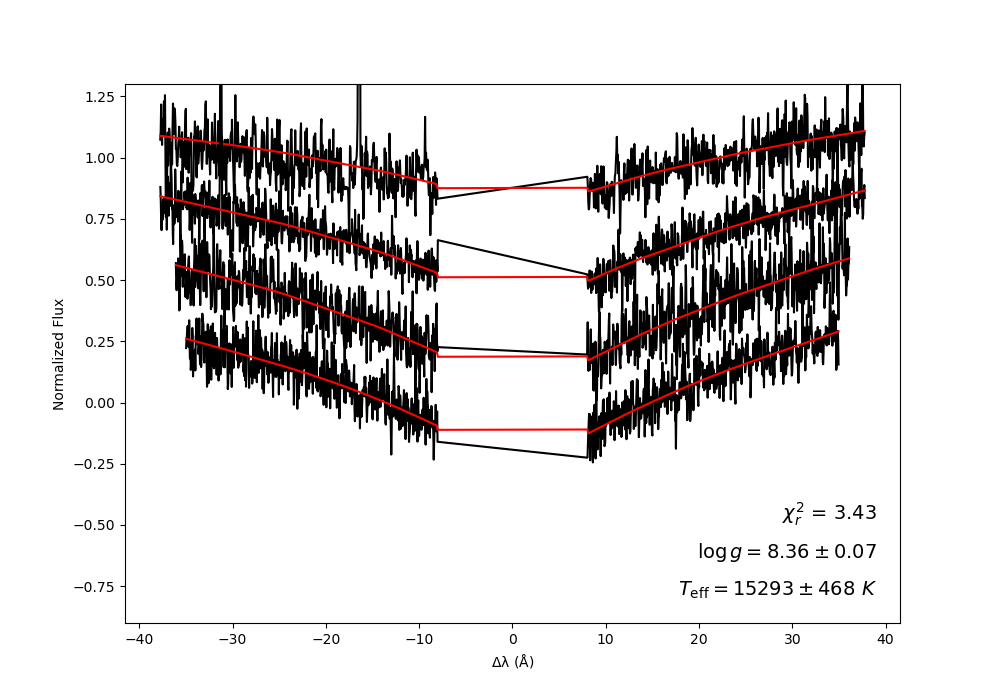 1.25
1.00
0.75
0.50
0.25
0.00
−0.25
−0.50
−0.75
Normalized Flux
χ²ᵣ = 3.43
log g = 8.36 ± 0.07
T_eff = 15293 ± 468 K
−40 −30 −20 −10 0 10 20 30 40
Δλ (Å)